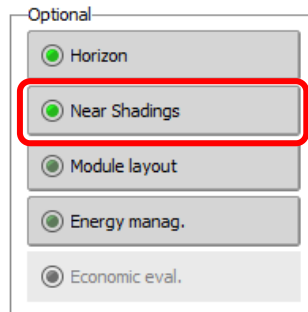 Optional
Horizon
Near Shadings
Module layout
Energy manag.
Economic eval.